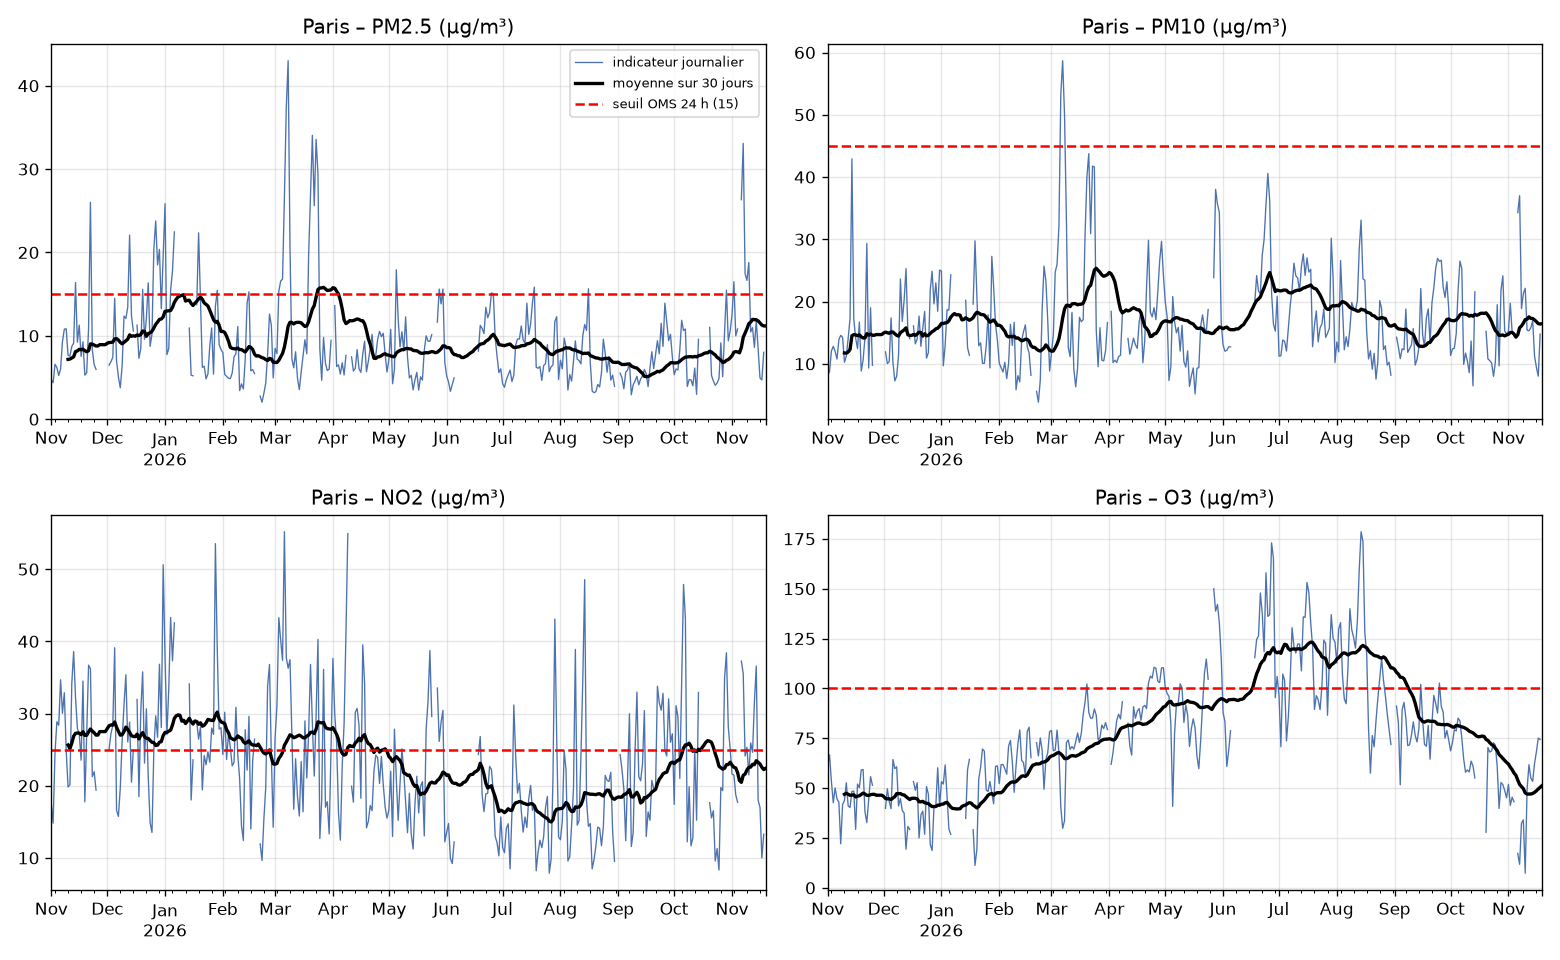 Paris – PM2.5 (µg/m³)
indicateur journalier
moyenne sur 30 jours
seuil OMS 24 h (15)
40
30
20
10
0
Nov Dec Jan Feb Mar Apr May Jun Jul Aug Sep Oct Nov
2026
Paris – PM10 (µg/m³)
60
50
40
30
20
10
Nov Dec Jan Feb Mar Apr May Jun Jul Aug Sep Oct Nov
2026
Paris – NO2 (µg/m³)
50
40
30
20
10
Nov Dec Jan Feb Mar Apr May Jun Jul Aug Sep Oct Nov
2026
Paris – O3 (µg/m³)
175
150
125
100
75
50
25
0
Nov Dec Jan Feb Mar Apr May Jun Jul Aug Sep Oct Nov
2026